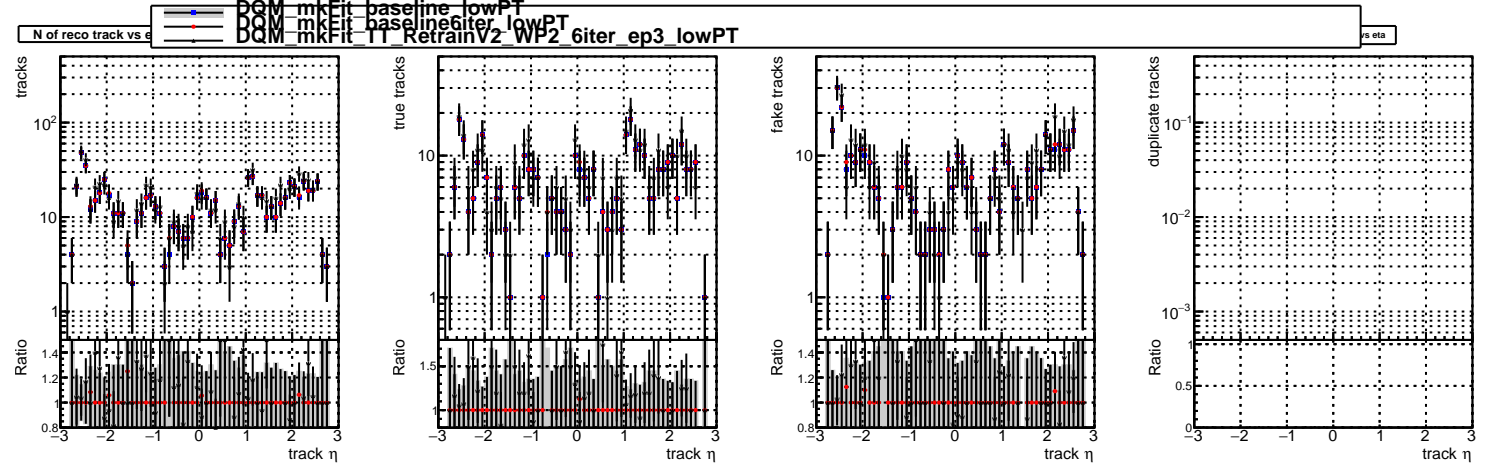 DQM_mkFit_baseline_lowPT
DQM_mkFit_baseline6iter_lowPT
DQM_mkFit_TT_RetrainV2_WP2_6iter_ep3_lowPT
N of reco track vs e
vs eta
tracks
10²
10
1
Ratio
1.4
1.2
1
0.8
−3 −2 −1 0 1 2 3
track η
true tracks
10
1
Ratio
1.5
1
−3 −2 −1 0 1 2 3
track η
fake tracks
10
1
Ratio
1.4
1.2
1
0.8
−3 −2 −1 0 1 2 3
track η
duplicate tracks
10⁻¹
10⁻²
10⁻³
Ratio
1
0.5
0
−3 −2 −1 0 1 2 3
track η